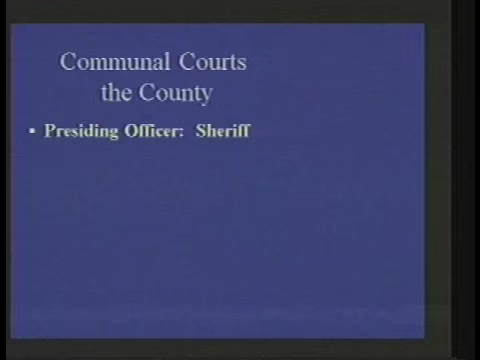 Communal Courts
the County
▪ Presiding Officer: Sheriff